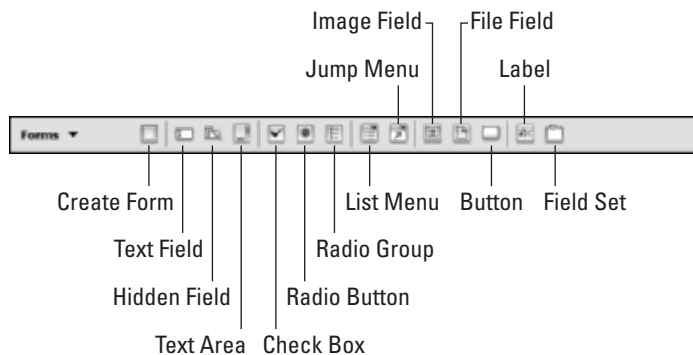 Image Field File Field
Jump Menu Label
Forms
Create Form List Menu Button Field Set
Text Field Radio Group
Hidden Field Radio Button
Text Area Check Box